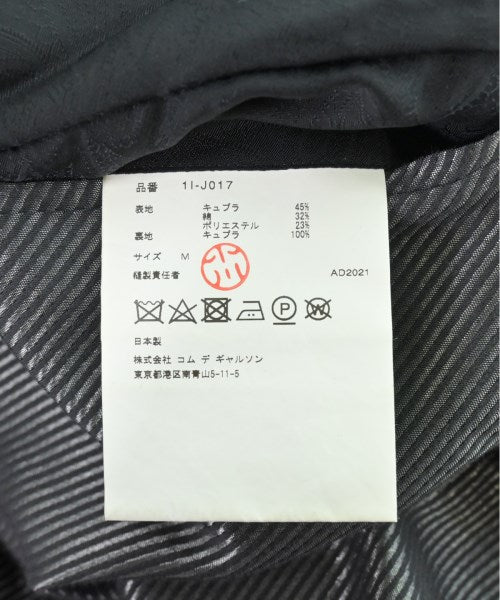 品番 1I-J017
表地 キュプラ 45%
綿 32%
ポリエステル 23%
裏地 キュプラ 100%
サイズ M
縫製責任者
AD2021
日本製
株式会社 コム デ ギャルソン
東京都港区南青山5-11-5